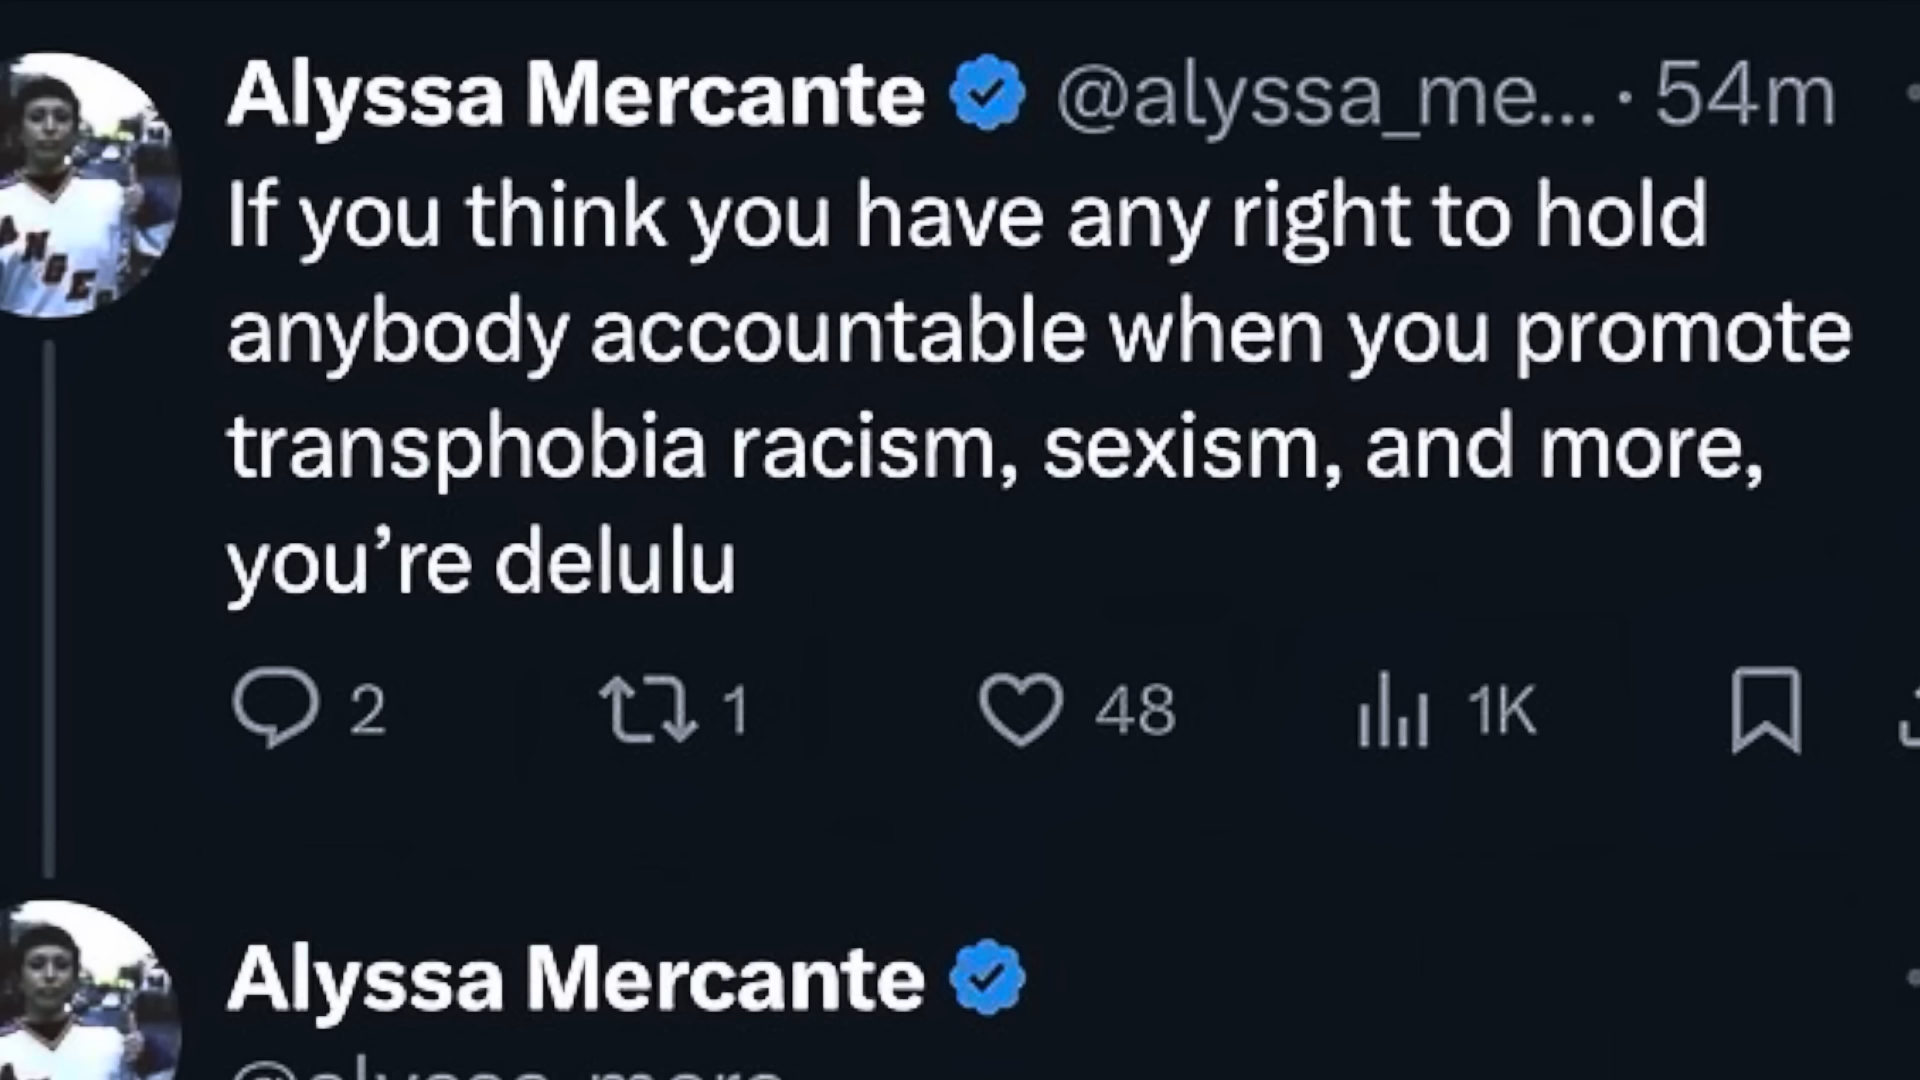 Alyssa Mercante @alyssa_me... · 54m
If you think you have any right to hold
anybody accountable when you promote
transphobia racism, sexism, and more,
you’re delulu
2 1 48 1K
Alyssa Mercante
@alyssa_merc